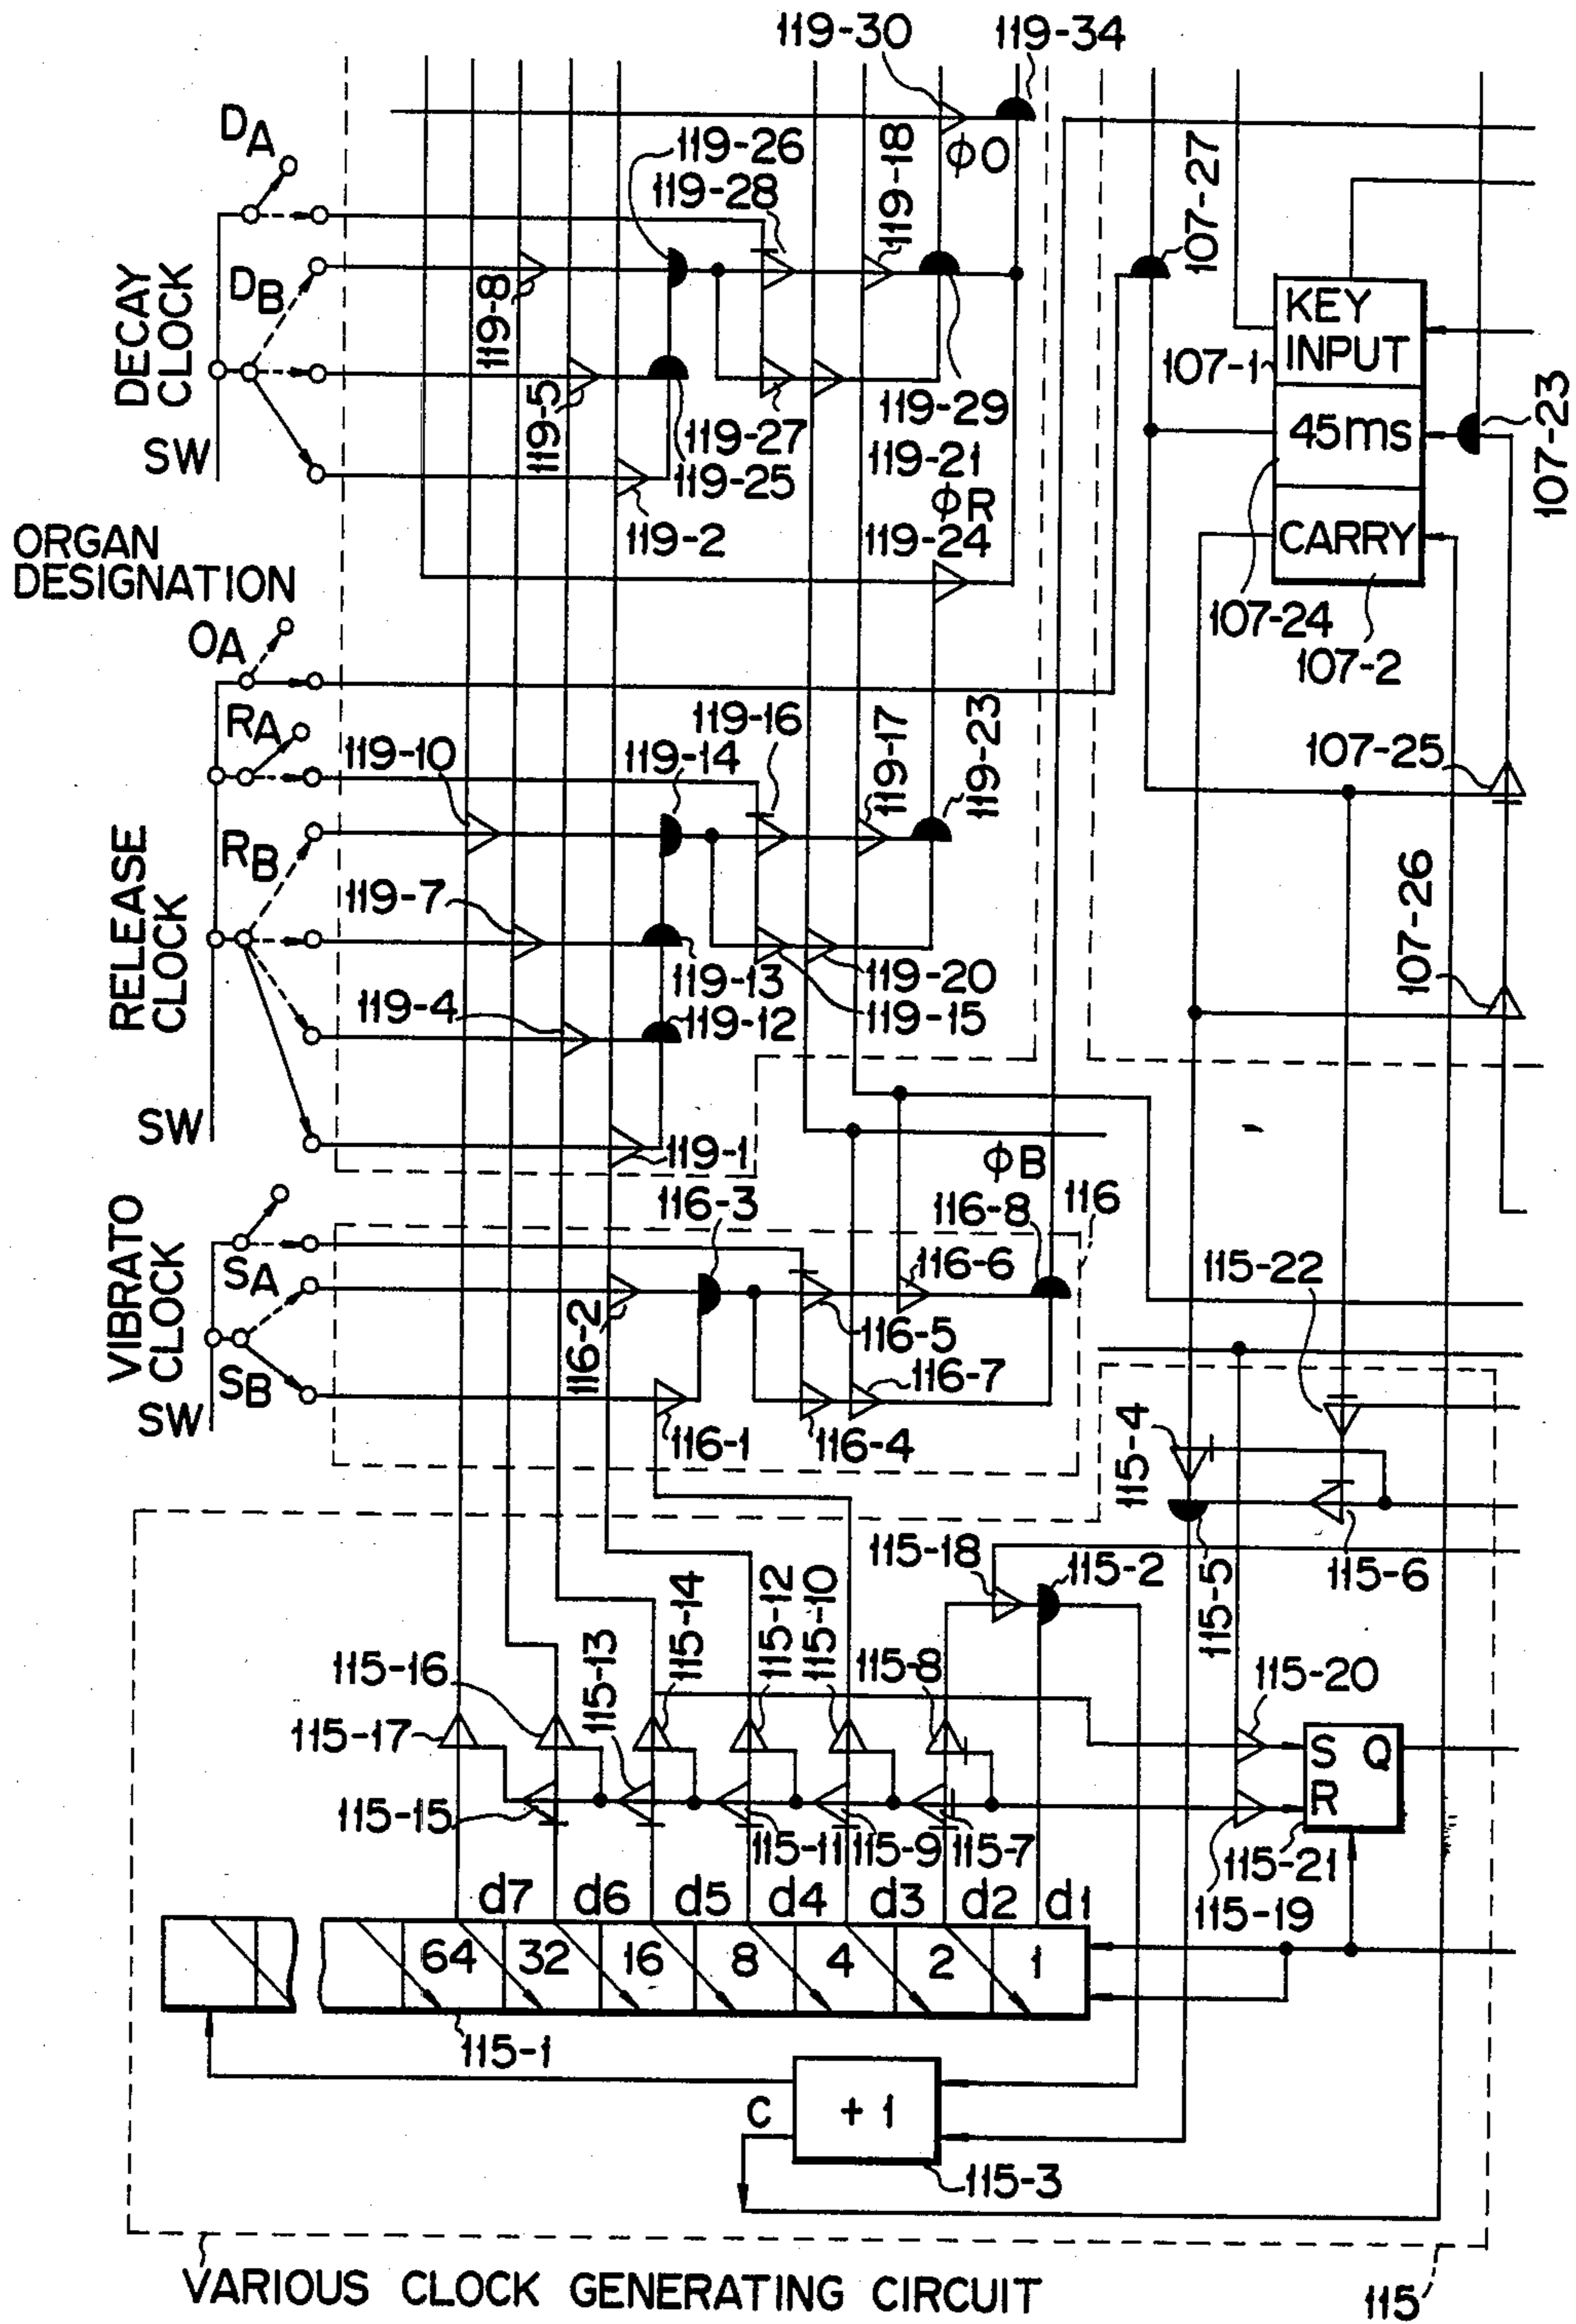 119-30
119-34
DA
119-26
119-28
119-18
φO
107-27
DECAY CLOCK
DB
119-8
KEY INPUT
107-1
45ms
107-23
119-5
119-27
119-29
SW
119-25
119-21
φR
119-2
119-24
CARRY
107-24
107-2
ORGAN DESIGNATION
OA
RA
119-10
119-14
119-16
119-17
119-23
107-25
RELEASE CLOCK
RB
119-7
119-13
119-20
107-26
119-4
119-12
119-15
SW
119-1
φB
116
116-3
116-8
VIBRATO CLOCK
SA
116-6
115-22
116-2
116-5
SB
116-7
SW
116-1
116-4
115-4
115-18
115-2
115-5
115-6
115-16
115-13
115-14
115-12
115-10
115-8
115-20
115-17
S Q
R
115-15
115-11
115-9
115-7
115-21
115-19
d7 d6 d5 d4 d3 d2 d1
64 32 16 8 4 2 1
115-1
C
+1
115-3
VARIOUS CLOCK GENERATING CIRCUIT
115